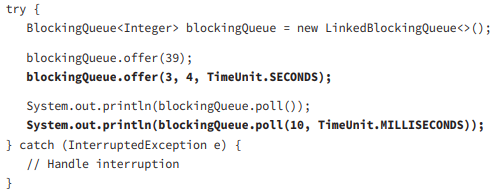 try {
BlockingQueue<Integer> blockingQueue = new LinkedBlockingQueue<>();
blockingQueue.offer(39);
blockingQueue.offer(3, 4, TimeUnit.SECONDS);
System.out.println(blockingQueue.poll());
System.out.println(blockingQueue.poll(10, TimeUnit.MILLISECONDS));
} catch (InterruptedException e) {
// Handle interruption
}